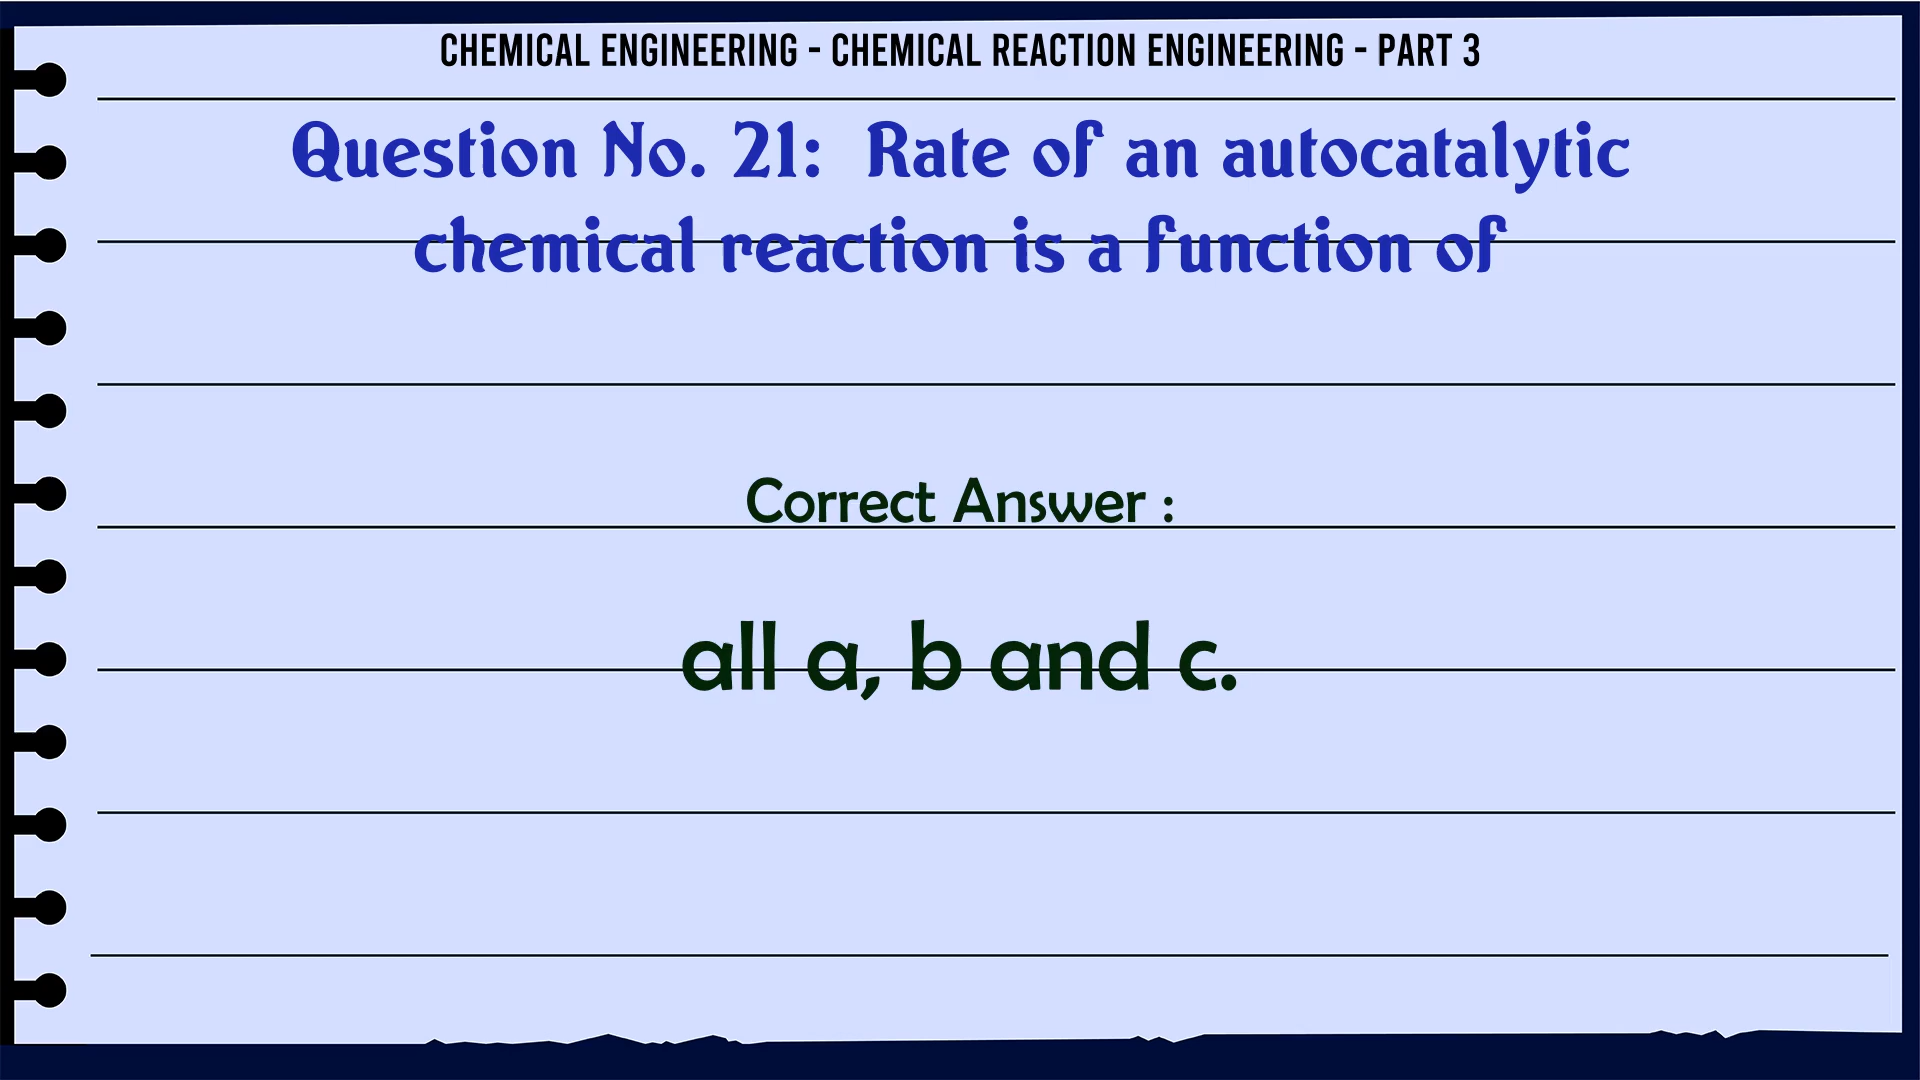 CHEMICAL ENGINEERING - CHEMICAL REACTION ENGINEERING - PART 3
Question No. 21: Rate of an autocatalytic
chemical reaction is a function of
Correct Answer :
all a, b and c.